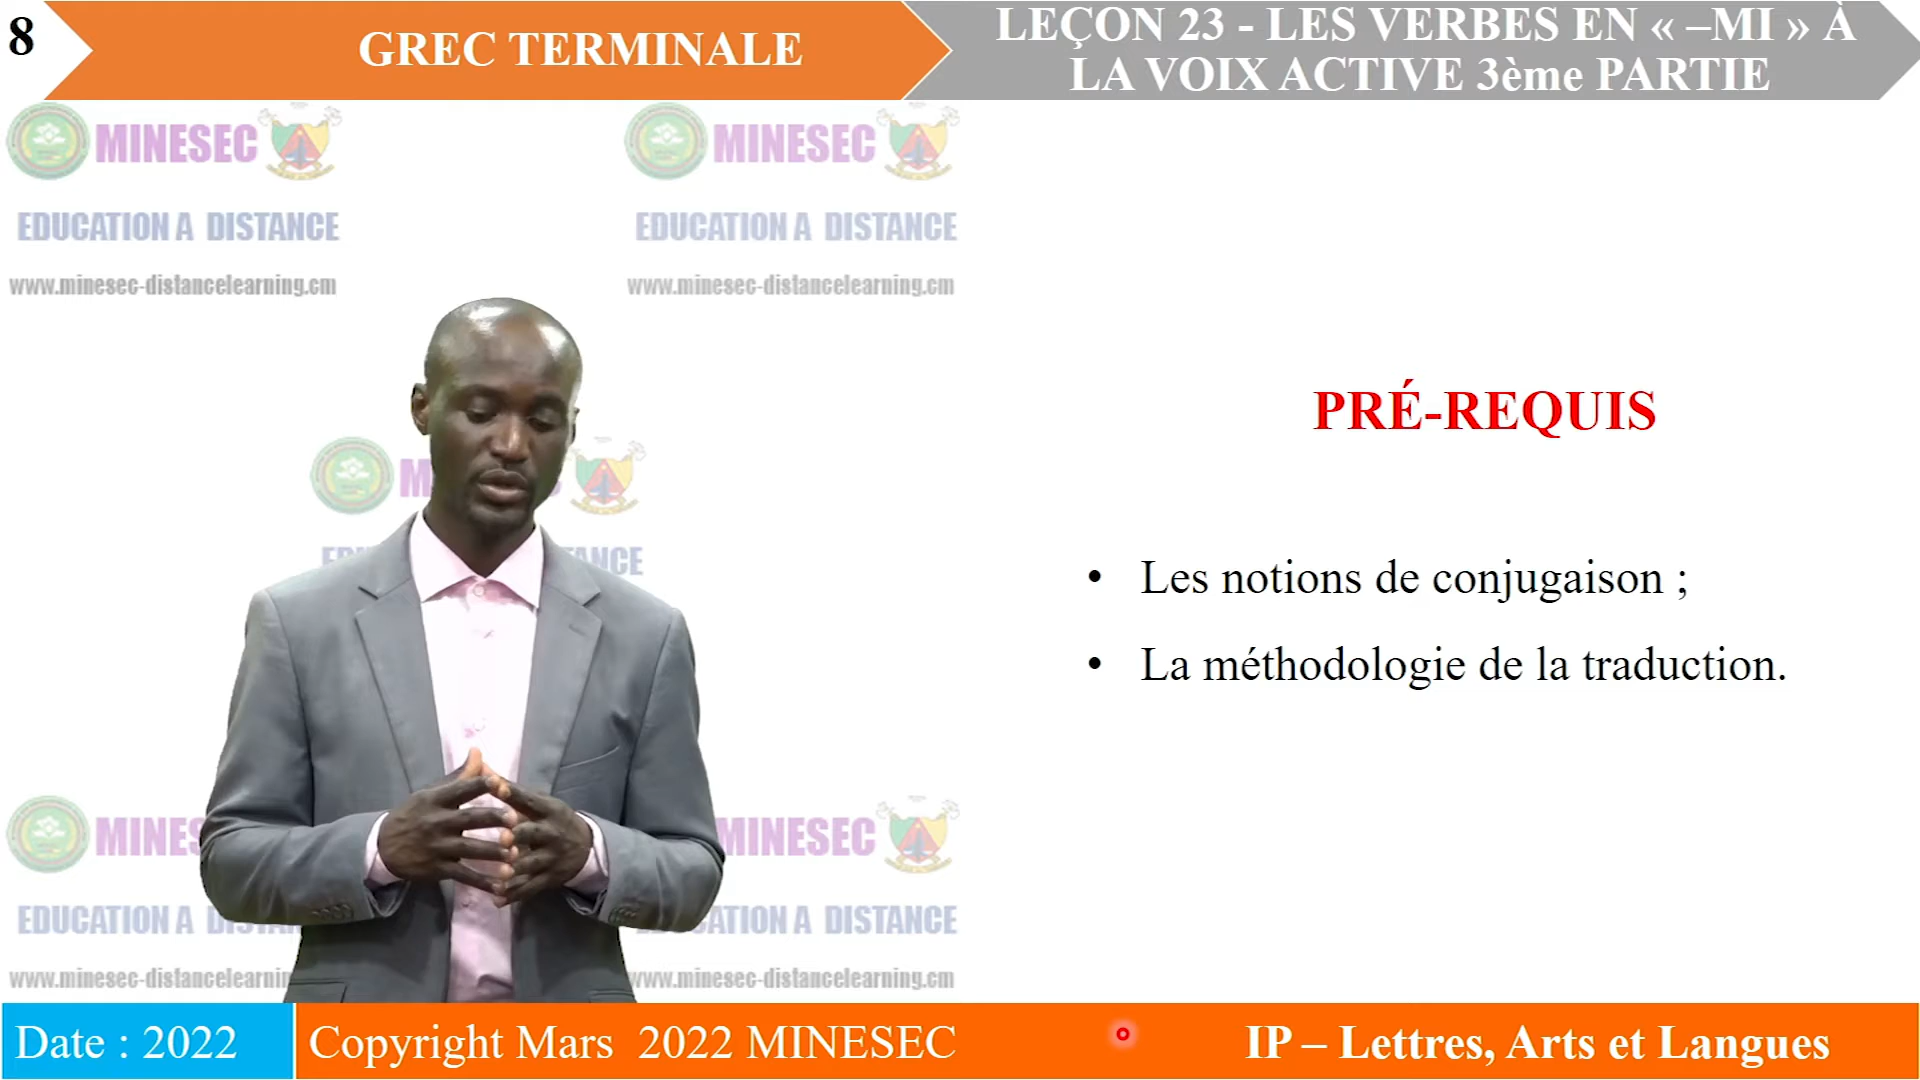 8
GREC TERMINALE
LEÇON 23 - LES VERBES EN « –MI » À
LA VOIX ACTIVE 3ème PARTIE
MINESEC
MINESEC
EDUCATION A DISTANCE
EDUCATION A DISTANCE
www.minesec-distancelearning.cm
www.minesec-distancelearning.cm
PRÉ-REQUIS
• Les notions de conjugaison ;
• La méthodologie de la traduction.
MINESEC
EDUCATION A DISTANCE
www.minesec-distancelearning.cm
Date : 2022
Copyright Mars 2022 MINESEC
IP – Lettres, Arts et Langues